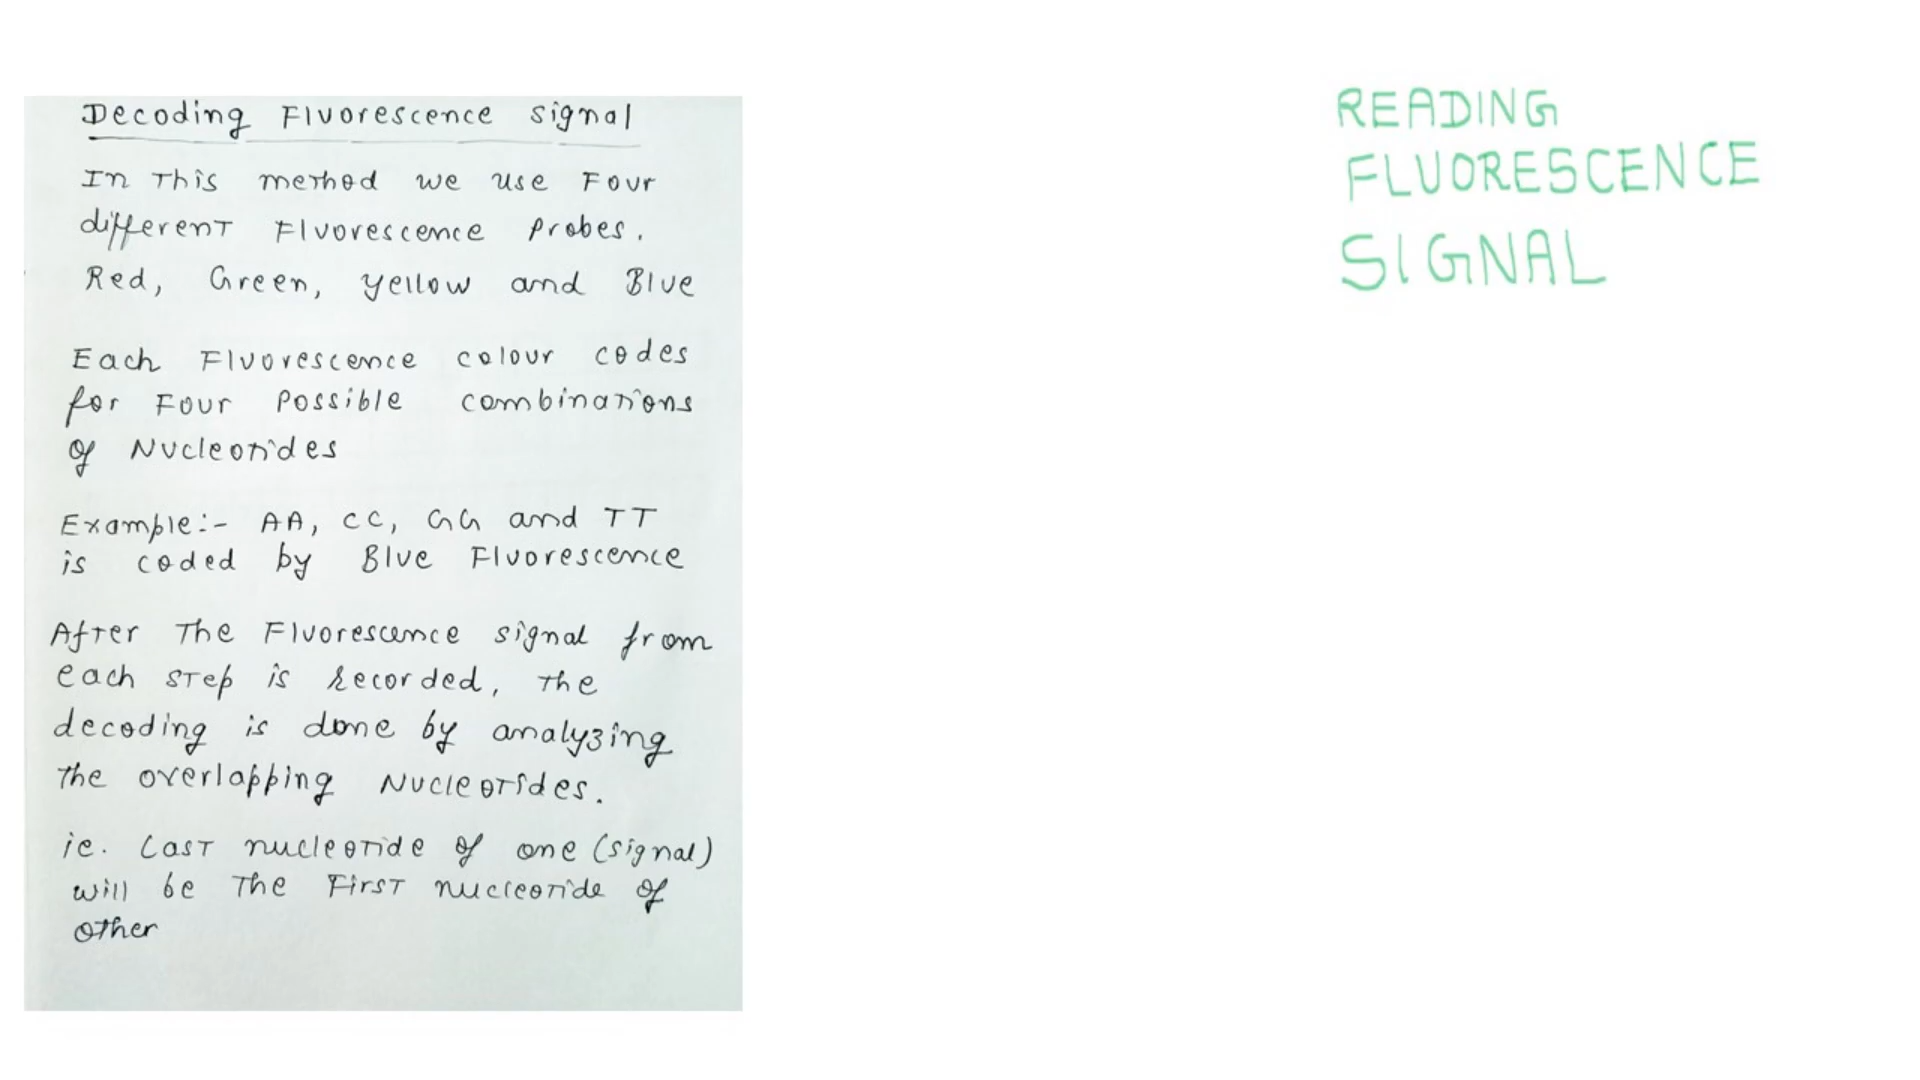 Decoding Fluorescence signal
In This method we use Four
different Fluorescence Probes.
Red, Green, yellow and Blue
Each Fluorescence colour codes
for Four Possible combinations
of Nucleotides
Example:- AA, CC, GG and TT
is coded by Blue Fluorescence
After The Fluorescence signal from
each step is recorded, the
decoding is done by analyzing
the overlapping Nucleotides.
ie. Last nucleotide of one (signal)
will be The First nucleotide of
other
READING
FLUORESCENCE
SIGNAL